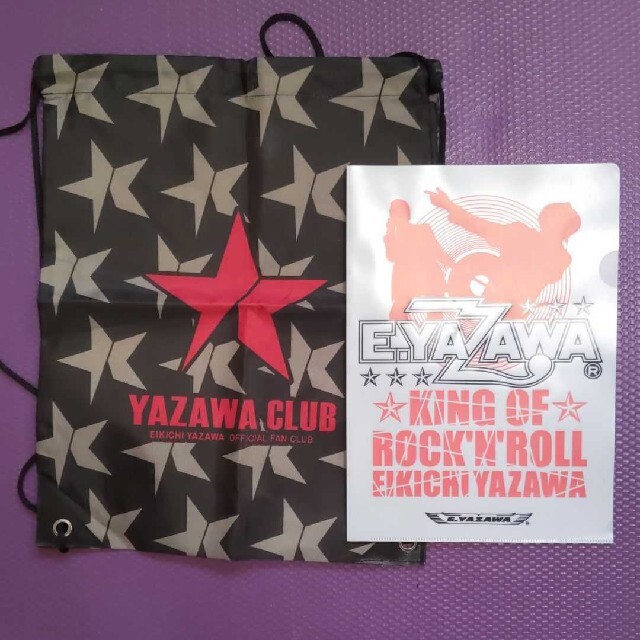 YAZAWA CLUB
EIKICHI YAZAWA OFFICIAL FAN CLUB
E.YAZAWA®
KING OF
ROCK'N'ROLL
EIKICHI YAZAWA
E.YAZAWA®